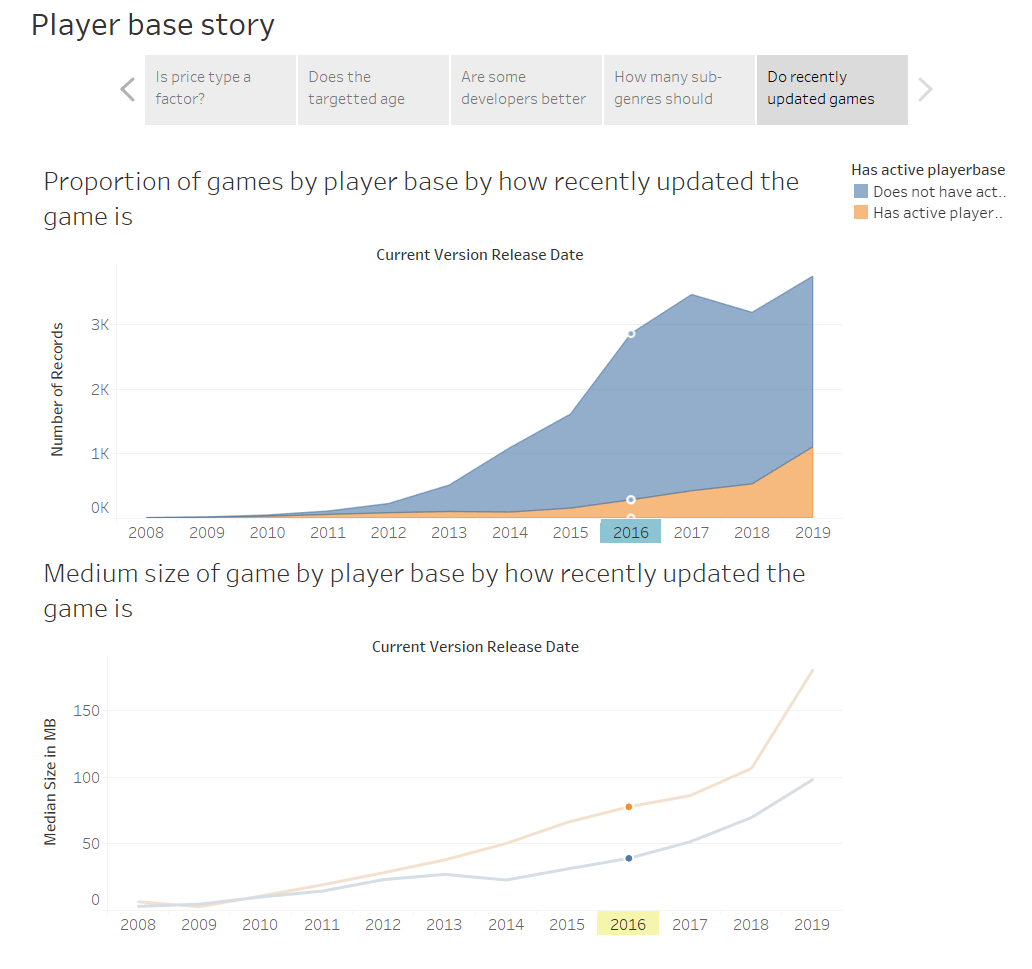 Player base story
Is price type a
factor?
Does the
targetted age
Are some
developers better
How many sub-
genres should
Do recently
updated games
Proportion of games by player base by how recently updated the
game is
Has active playerbase
Does not have act..
Has active player..
Current Version Release Date
Number of Records
3K
2K
1K
0K
2008 2009 2010 2011 2012 2013 2014 2015 2016 2017 2018 2019
Medium size of game by player base by how recently updated the
game is
Current Version Release Date
Median Size in MB
150
100
50
0
2008 2009 2010 2011 2012 2013 2014 2015 2016 2017 2018 2019